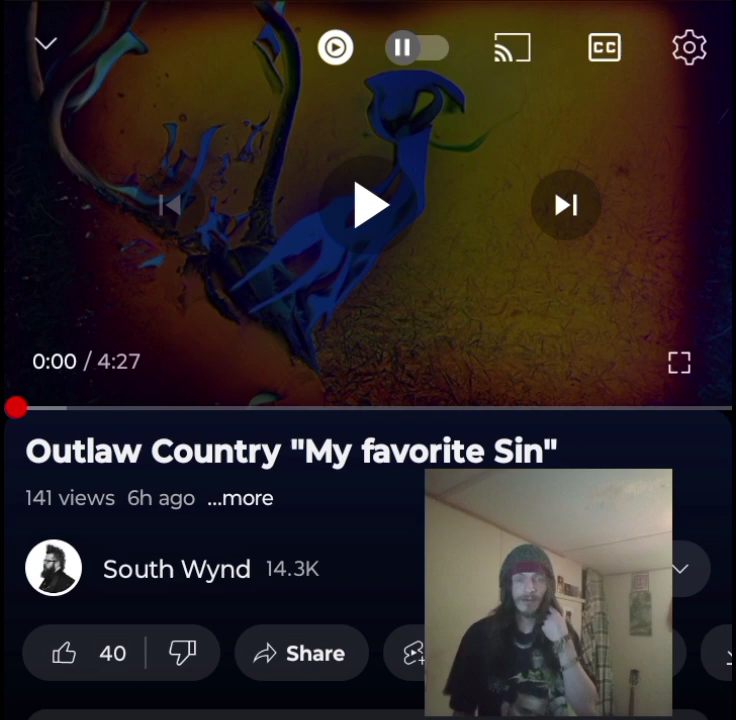 CC
0:00 / 4:27
Outlaw Country "My favorite Sin"
141 views 6h ago ...more
South Wynd 14.3K
40 Share